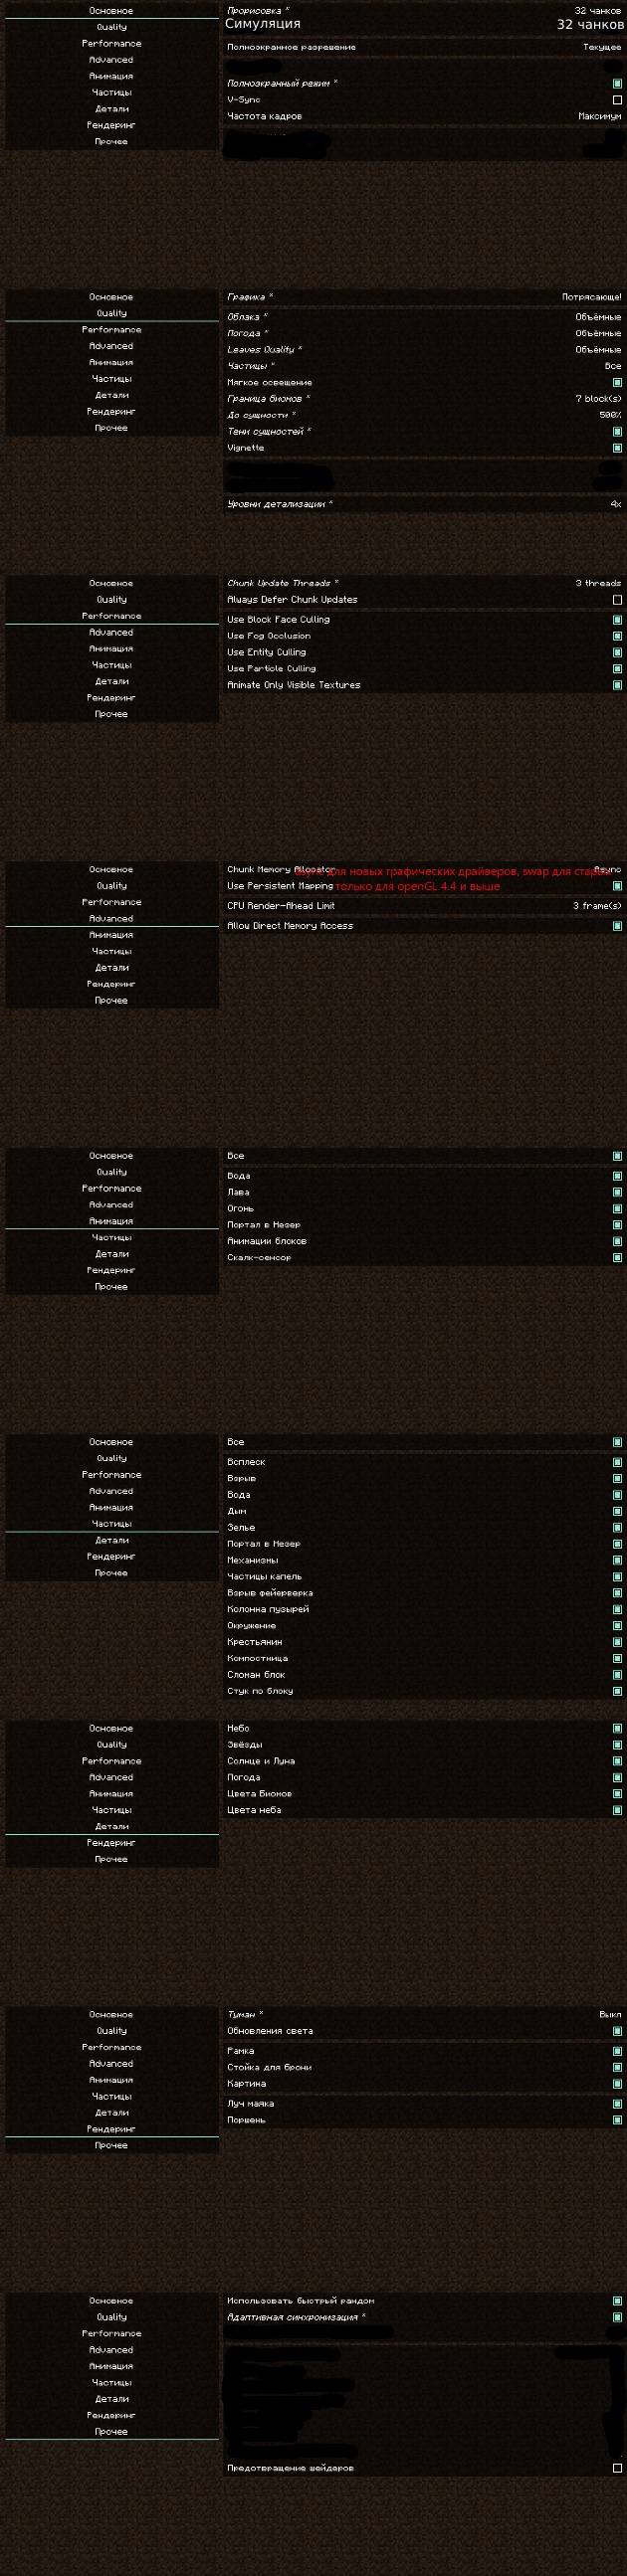 Основное
Quality
Performance
Advanced
Анимация
Частицы
Детали
Рендеринг
Прочее
Прорисовка * 32 чанков
Симуляция 32 чанков
Полноэкранное разрешение Текущее
Полноэкранный режим *
V-Sync
Частота кадров Максимум
Основное
Quality
Performance
Advanced
Анимация
Частицы
Детали
Рендеринг
Прочее
Графика * Потрясающе!
Облака * Объёмные
Погода * Объёмные
Leaves Quality * Объёмные
Частицы * Все
Мягкое освещение
Граница биомов * 7 block(s)
До сущности * 500%
Тени сущностей *
Vignette
Уровни детализации * 4x
Основное
Quality
Performance
Advanced
Анимация
Частицы
Детали
Рендеринг
Прочее
Chunk Update Threads * 3 threads
Always Defer Chunk Updates
Use Block Face Culling
Use Fog Occlusion
Use Entity Culling
Use Particle Culling
Animate Only Visible Textures
Основное
Quality
Performance
Advanced
Анимация
Частицы
Детали
Рендеринг
Прочее
Chunk Memory Allocator Async
для новых графических драйверов, swap для
Use Persistent Mapping
только для openGL 4.4 и выше
CPU Render-Ahead Limit 3 frame(s)
Allow Direct Memory Access
Основное
Quality
Performance
Advanced
Анимация
Частицы
Детали
Рендеринг
Прочее
Все
Вода
Лава
Огонь
Портал в Незер
Анимации блоков
Скалк-сенсор
Основное
Quality
Performance
Advanced
Анимация
Частицы
Детали
Рендеринг
Прочее
Все
Всплеск
Взрыв
Вода
Дым
Зелье
Портал в Незер
Механизмы
Частицы капель
Взрыв фейерверка
Колонна пузырей
Окружение
Крестьянин
Компостница
Сломан блок
Стук по блоку
Основное
Quality
Performance
Advanced
Анимация
Частицы
Детали
Рендеринг
Прочее
Небо
Звёзды
Солнце и Луна
Погода
Цвета Биомов
Цвета неба
Основное
Quality
Performance
Advanced
Анимация
Частицы
Детали
Рендеринг
Прочее
Туман * Выкл
Обновления света
Рамка
Стойка для брони
Картина
Луч маяка
Поршень
Основное
Quality
Performance
Advanced
Анимация
Частицы
Детали
Рендеринг
Прочее
Использовать быстрый рандом
Адаптивная синхронизация *
Предотвращение шейдеров